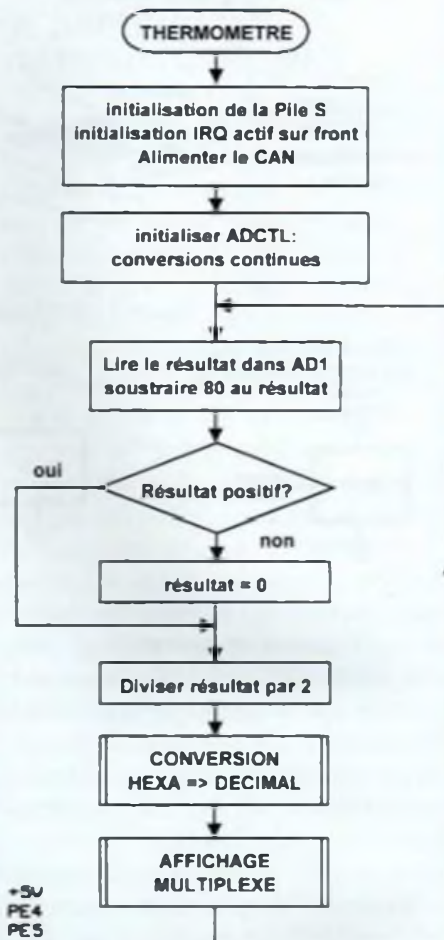 THERMOMETRE
initialisation de la Pile S
initialisation IRQ actif sur front
Alimenter le CAN
initialiser ADCTL:
conversions continues
Lire le résultat dans AD1
soustraire 80 au résultat
oui
Résultat positif?
non
résultat = 0
Diviser résultat par 2
CONVERSION
HEXA => DECIMAL
AFFICHAGE
MULTIPLEXE
+5V
PE4
PE5